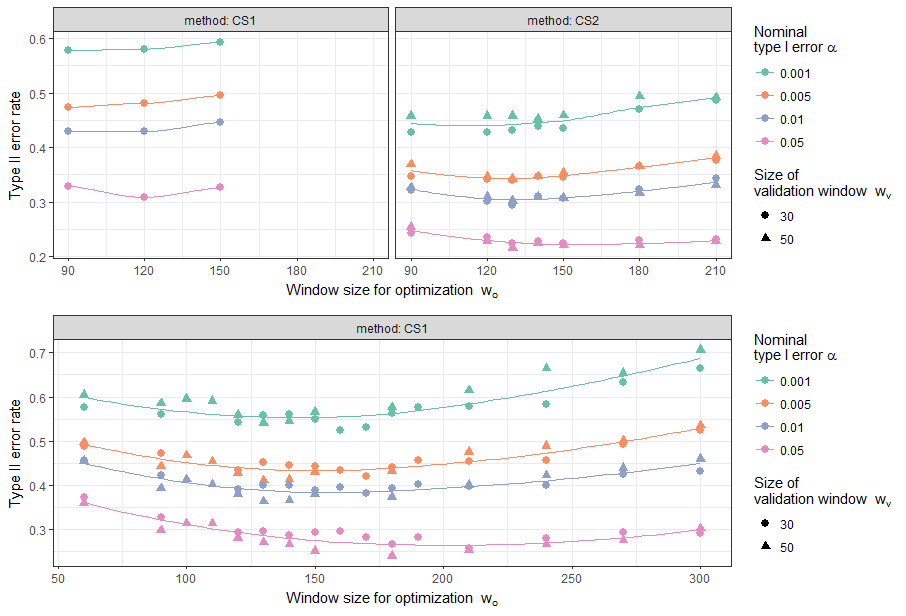 method: CS1
method: CS2
Type II error rate
0.6
0.5
0.4
0.3
0.2
90 120 150 180 210
90 120 150 180 210
Window size for optimization wo
Nominal
type I error α
0.001
0.005
0.01
0.05
Size of
validation window wv
30
50
method: CS1
Type II error rate
0.7
0.6
0.5
0.4
0.3
50 100 150 200 250 300
Window size for optimization wo
Nominal
type I error α
0.001
0.005
0.01
0.05
Size of
validation window wv
30
50